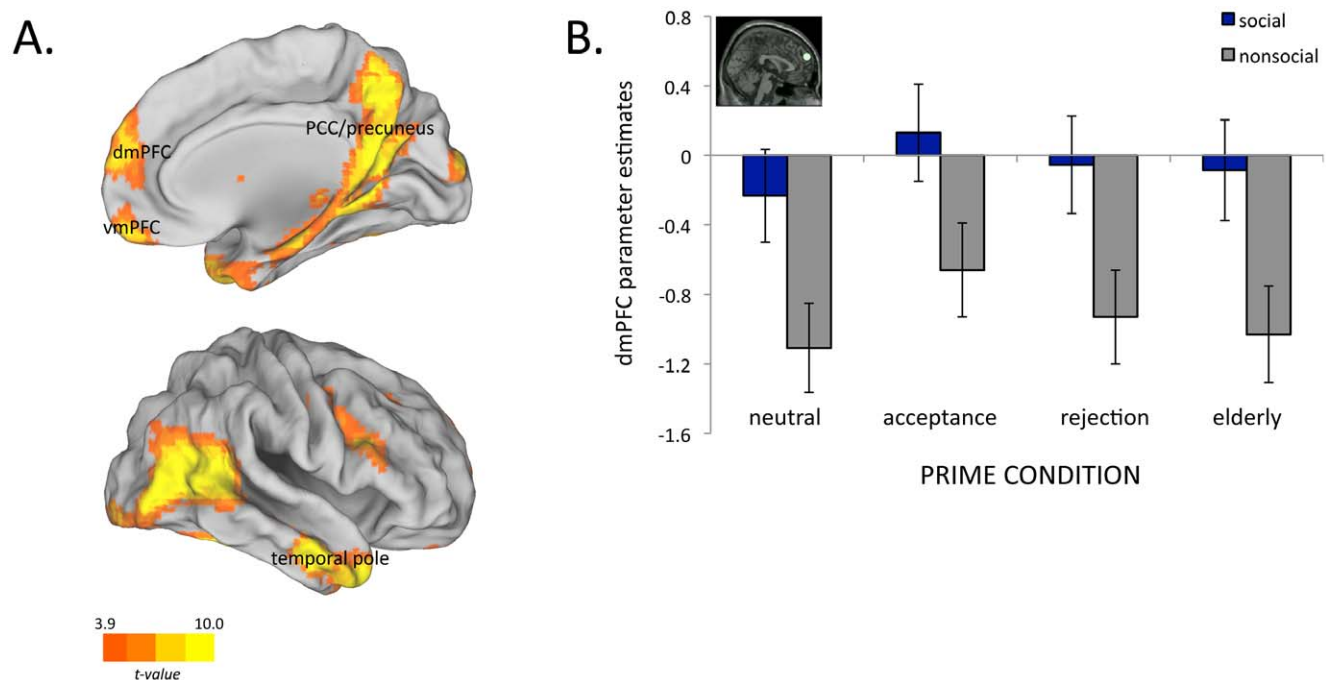 A.
PCC/precuneus
dmPFC
vmPFC
temporal pole
3.9 10.0
t-value
B.
social
nonsocial
0.8
0.4
0
-0.4
-0.8
-1.2
-1.6
dmPFC parameter estimates
neutral acceptance rejection elderly
PRIME CONDITION